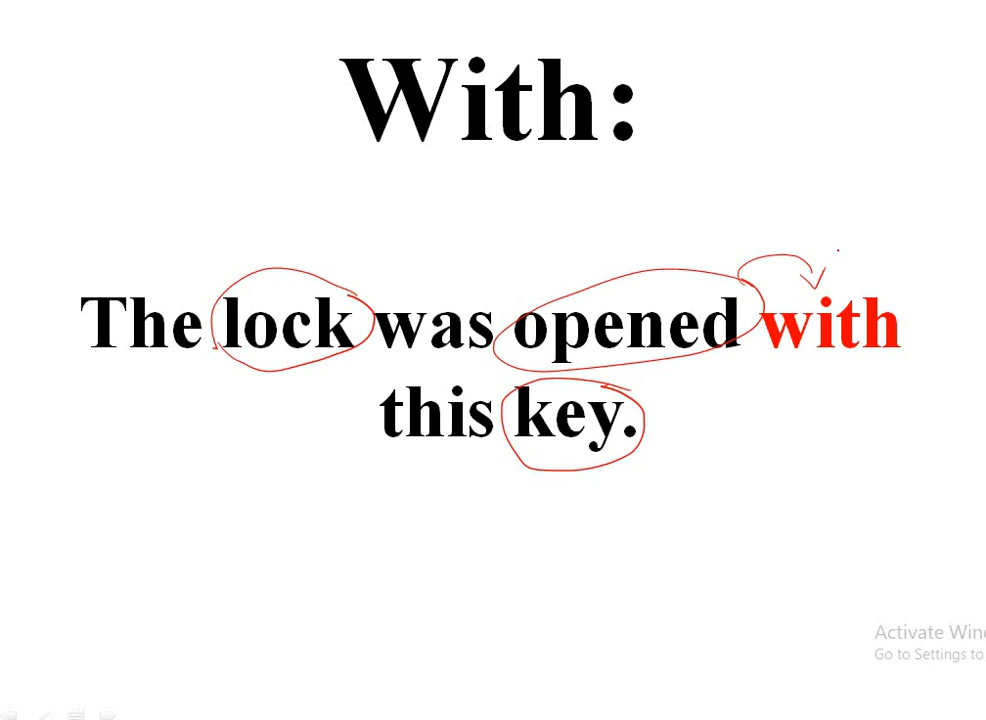 With:
The lock was opened with
this key.
Activate Win
Go to Settings to